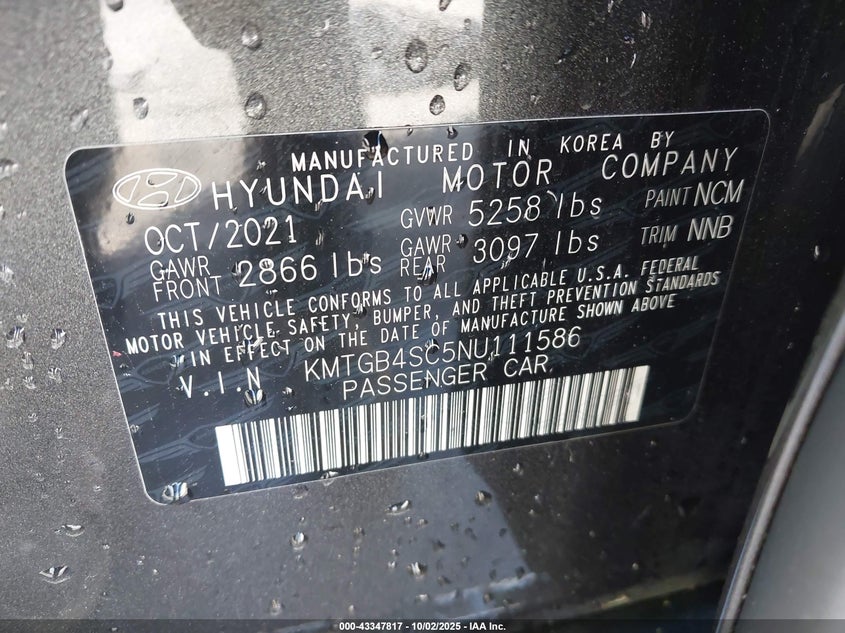 MANUFACTURED IN KOREA BY
HYUNDAI MOTOR COMPANY
OCT/2021 GVWR 5258 lbs PAINT NCM
GAWR FRONT 2866 lbs GAWR REAR 3097 lbs TRIM NNB
THIS VEHICLE CONFORMS TO ALL APPLICABLE U.S.A. FEDERAL
MOTOR VEHICLE SAFETY, BUMPER, AND THEFT PREVENTION STANDARDS
IN EFFECT ON THE DATE OF MANUFACTURE SHOWN ABOVE
V.I.N KMTGB4SC5NU111586
PASSENGER CAR
000-43347817 - 10/02/2025 - IAA Inc.